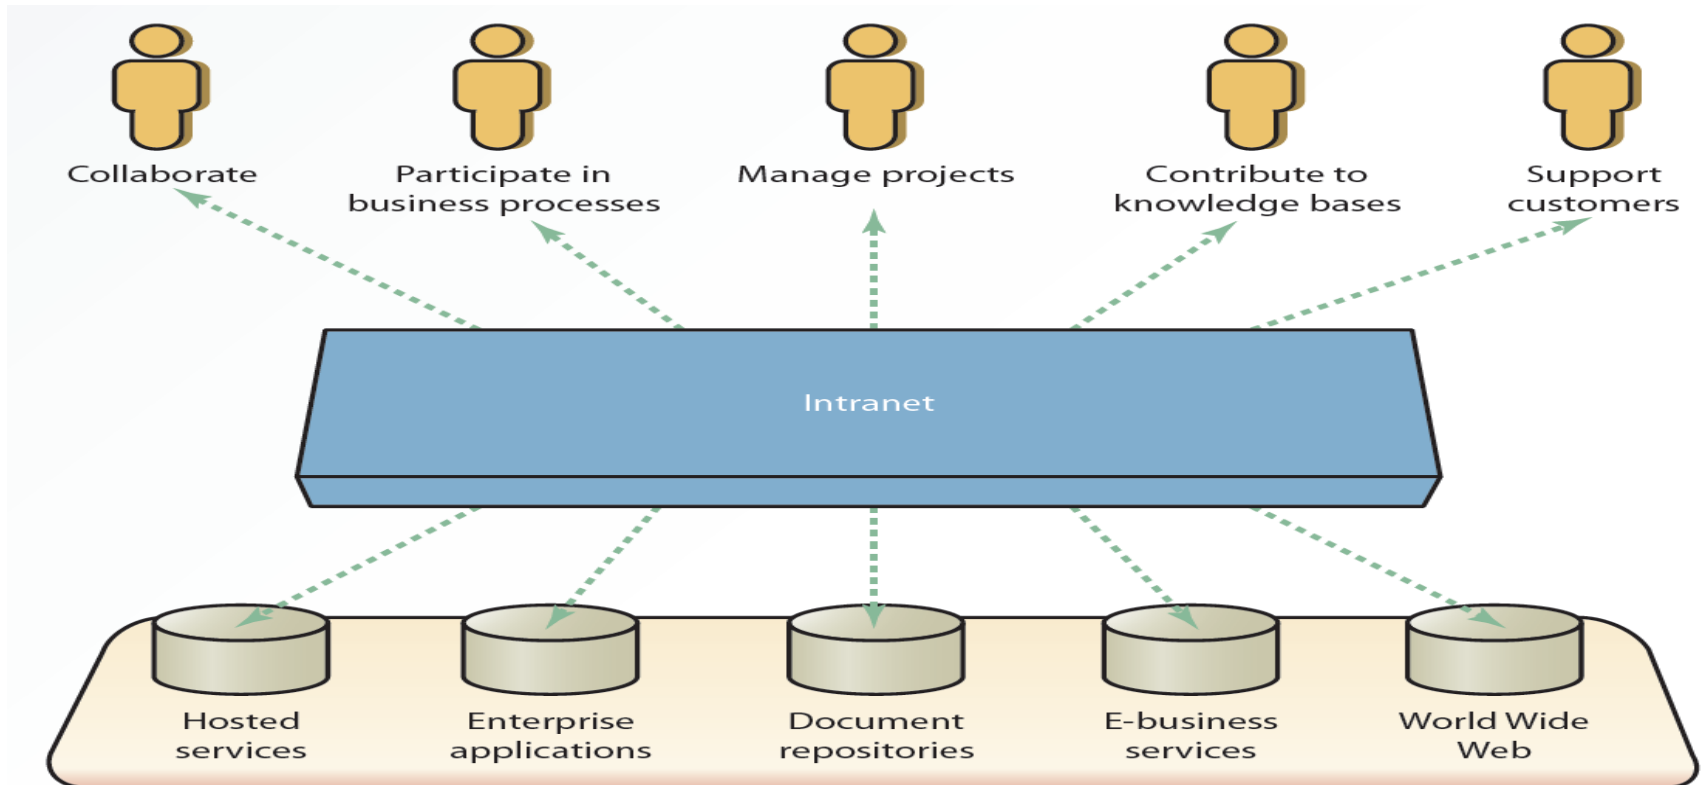 Collaborate
Participate in
business processes
Manage projects
Contribute to
knowledge bases
Support
customers
Intranet
Hosted
services
Enterprise
applications
Document
repositories
E-business
services
World Wide
Web